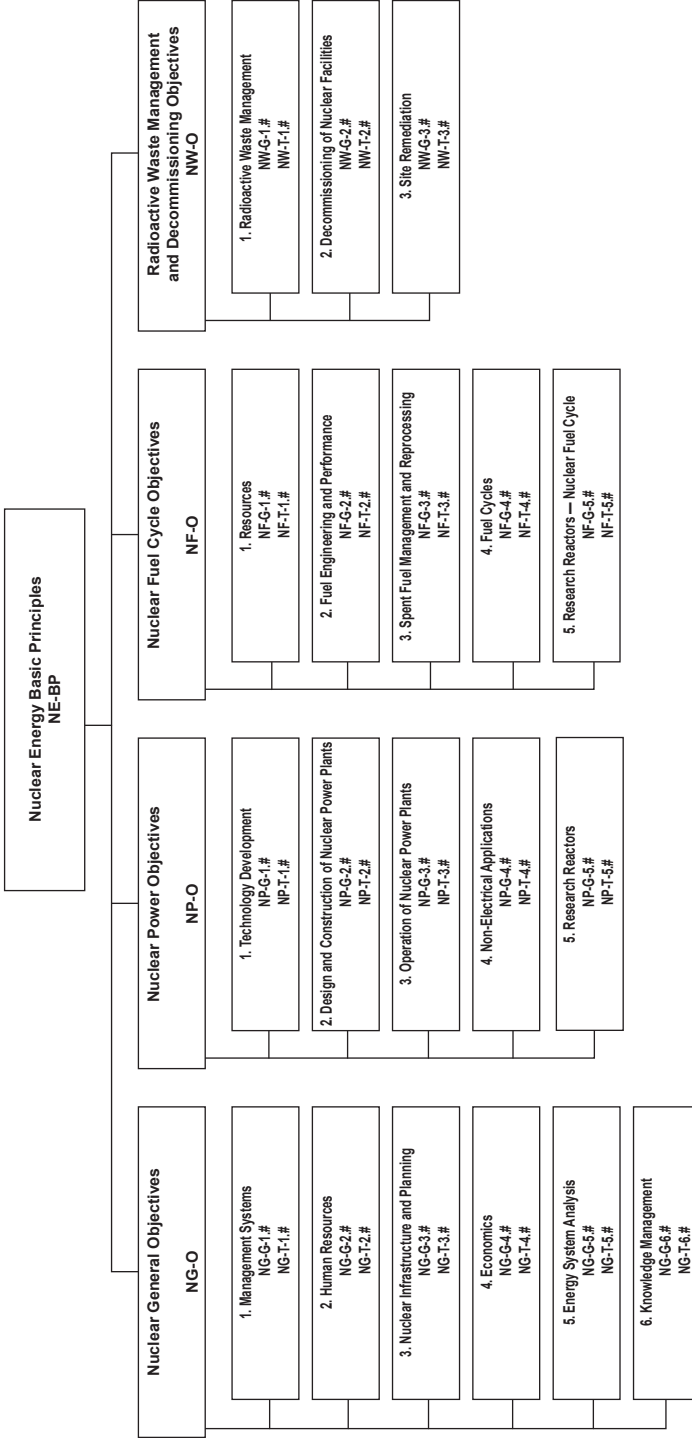 Nuclear Energy Basic Principles
NE-BP
Nuclear General Objectives
NG-O
1. Management Systems
NG-G-1.#
NG-T-1.#
2. Human Resources
NG-G-2.#
NG-T-2.#
3. Nuclear Infrastructure and Planning
NG-G-3.#
NG-T-3.#
4. Economics
NG-G-4.#
NG-T-4.#
5. Energy System Analysis
NG-G-5.#
NG-T-5.#
6. Knowledge Management
NG-G-6.#
NG-T-6.#
Nuclear Power Objectives
NP-O
1. Technology Development
NP-G-1.#
NP-T-1.#
2. Design and Construction of Nuclear Power Plants
NP-G-2.#
NP-T-2.#
3. Operation of Nuclear Power Plants
NP-G-3.#
NP-T-3.#
4. Non-Electrical Applications
NP-G-4.#
NP-T-4.#
5. Research Reactors
NP-G-5.#
NP-T-5.#
Nuclear Fuel Cycle Objectives
NF-O
1. Resources
NF-G-1.#
NF-T-1.#
2. Fuel Engineering and Performance
NF-G-2.#
NF-T-2.#
3. Spent Fuel Management and Reprocessing
NF-G-3.#
NF-T-3.#
4. Fuel Cycles
NF-G-4.#
NF-T-4.#
5. Research Reactors — Nuclear Fuel Cycle
NF-G-5.#
NF-T-5.#
Radioactive Waste Management
and Decommissioning Objectives
NW-O
1. Radioactive Waste Management
NW-G-1.#
NW-T-1.#
2. Decommissioning of Nuclear Facilities
NW-G-2.#
NW-T-2.#
3. Site Remediation
NW-G-3.#
NW-T-3.#